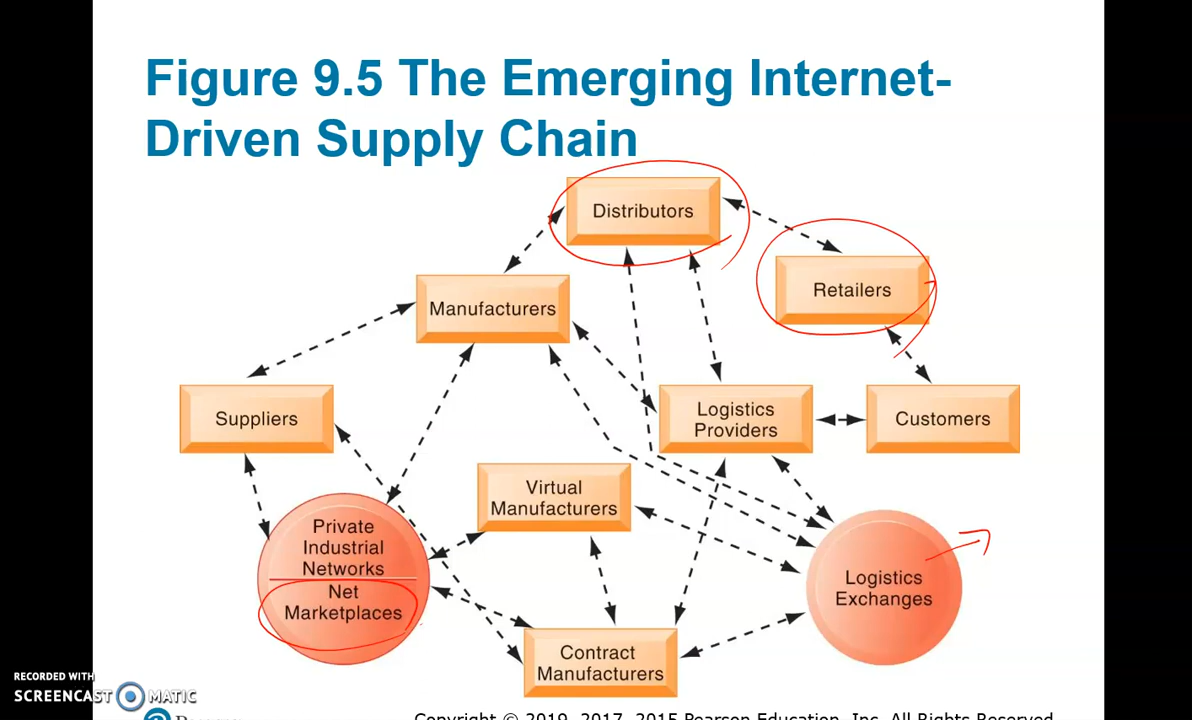 Figure 9.5 The Emerging Internet-
Driven Supply Chain
Distributors
Retailers
Manufacturers
Suppliers
Logistics
Providers
Customers
Virtual
Manufacturers
Private
Industrial
Networks
Net
Marketplaces
Logistics
Exchanges
Contract
Manufacturers
RECORDED WITH
SCREENCAST MATIC
Copyright © 2019, 2017, 2015 Pearson Education, Inc. All Rights Reserved